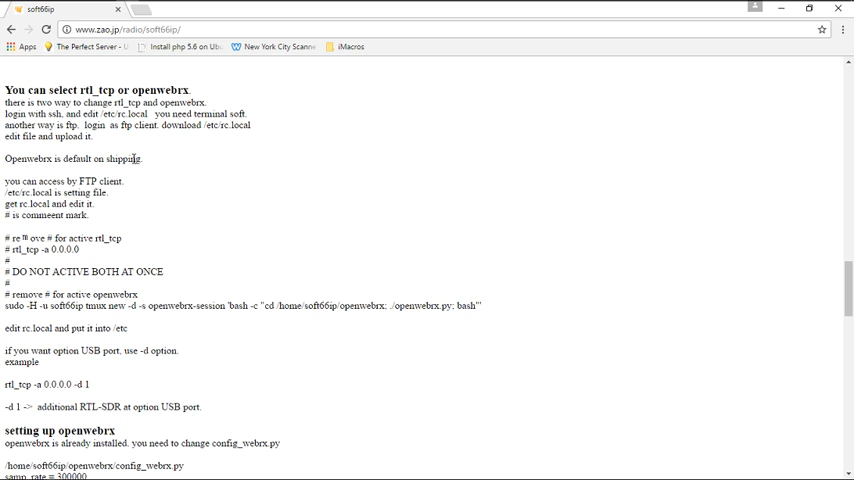 soft66ip
www.zao.jp/radio/soft66ip/
Apps
The Perfect Server - U
Install php 5.6 on Ubu
New York City Scanne
iMacros
You can select rtl_tcp or openwebrx.
there is two way to change rtl_tcp and openwebrx.
login with ssh, and edit /etc/rc.local   you need terminal soft.
another way is ftp.  login  as ftp client. download /etc/rc.local
edit file and upload it.
Openwebrx is default on shipping.
you can access by FTP client.
/etc/rc.local is setting file.
get rc.local and edit it.
# is commeent mark.
# re m ove # for active rtl_tcp
# rtl_tcp -a 0.0.0.0
#
# DO NOT ACTIVE BOTH AT ONCE
#
# remove # for active openwebrx
sudo -H -u soft66ip tmux new -d -s openwebrx-session 'bash -c "cd /home/soft66ip/openwebrx; ./openwebrx.py; bash"'
edit rc.local and put it into /etc
if you want option USB port, use -d option.
example
rtl_tcp -a 0.0.0.0 -d 1
-d 1 ->  additional RTL-SDR at option USB port.
setting up openwebrx
openwebrx is already installed. you need to change config_webrx.py
/home/soft66ip/openwebrx/config_webrx.py
samp_rate = 300000